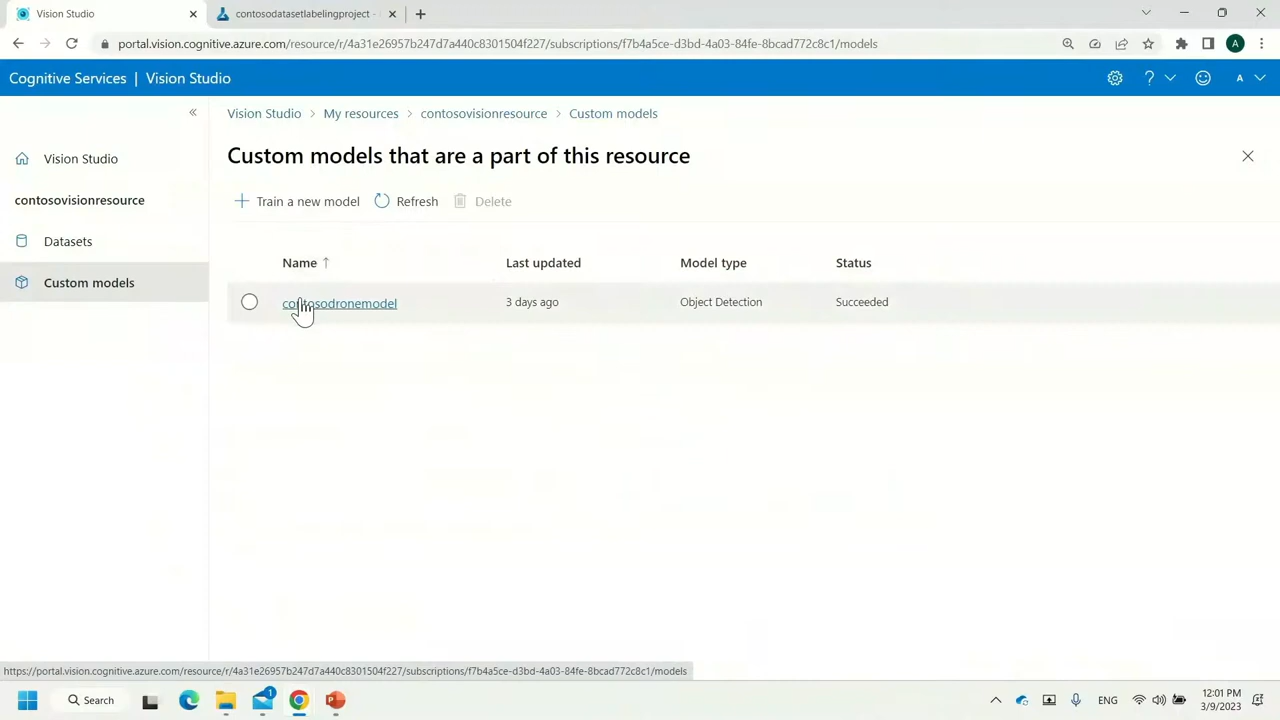 Vision Studio
contosodatasetlabelingproject -
portal.vision.cognitive.azure.com/resource/r/4a31e26957b247d7a440c8301504f227/subscriptions/f7b4a5ce-d3bd-4a03-84fe-8bcad772c8c1/models
A
Cognitive Services | Vision Studio
?
A
«
Vision Studio > My resources > contosovisionresource > Custom models
Vision Studio
Custom models that are a part of this resource
contosovisionresource
+ Train a new model
Refresh
Delete
Datasets
Custom models
Name ↑
Last updated
Model type
Status
contosodronemodel
3 days ago
Object Detection
Succeeded
https://portal.vision.cognitive.azure.com/resource/r/4a31e26957b247d7a440c8301504f227/subscriptions/f7b4a5ce-d3bd-4a03-84fe-8bcad772c8c1/models
Search
1
ENG
12:01 PM
3/9/2023